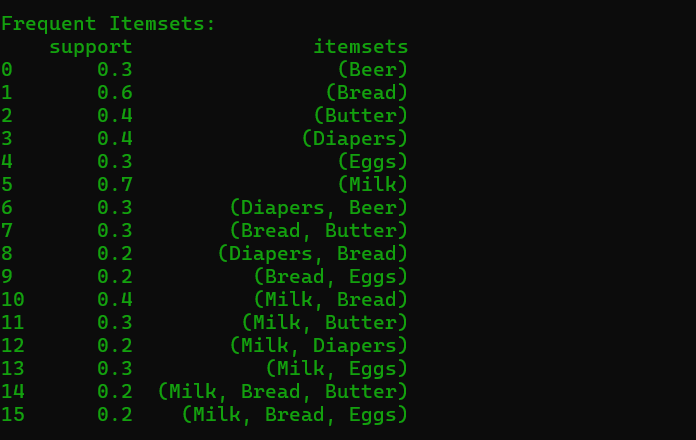 Frequent Itemsets:
    support                itemsets
0       0.3                  (Beer)
1       0.6                 (Bread)
2       0.4                (Butter)
3       0.4               (Diapers)
4       0.3                  (Eggs)
5       0.7                  (Milk)
6       0.3         (Diapers, Beer)
7       0.3         (Bread, Butter)
8       0.2        (Diapers, Bread)
9       0.2           (Bread, Eggs)
10      0.4           (Milk, Bread)
11      0.3          (Milk, Butter)
12      0.2         (Milk, Diapers)
13      0.3            (Milk, Eggs)
14      0.2   (Milk, Bread, Butter)
15      0.2     (Milk, Bread, Eggs)